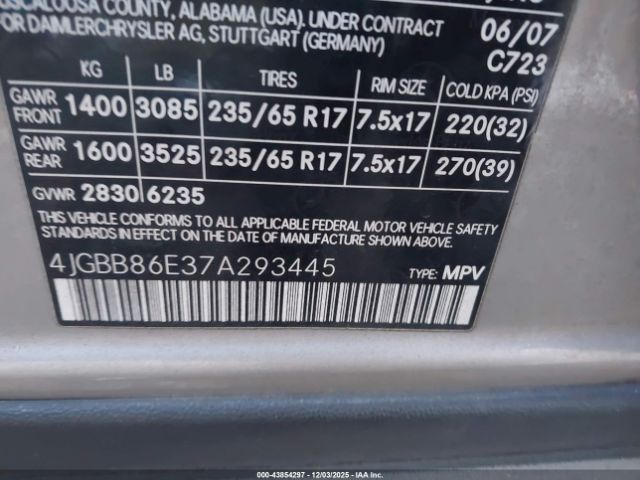 TUSCALOOSA COUNTY, ALABAMA (USA). UNDER CONTRACT
FOR DAIMLERCHRYSLER AG, STUTTGART (GERMANY)
06/07
C723
KG LB TIRES RIM SIZE COLD KPA (PSI)
GAWR FRONT 1400 3085 235/65 R17 7.5x17 220(32)
GAWR REAR 1600 3525 235/65 R17 7.5x17 270(39)
GVWR 2830 6235
THIS VEHICLE CONFORMS TO ALL APPLICABLE FEDERAL MOTOR VEHICLE SAFETY
STANDARDS IN EFFECT ON THE DATE OF MANUFACTURE SHOWN ABOVE.
4JGBB86E37A293445 TYPE: MPV
000-43854297 - 12/03/2025 - IAA Inc.